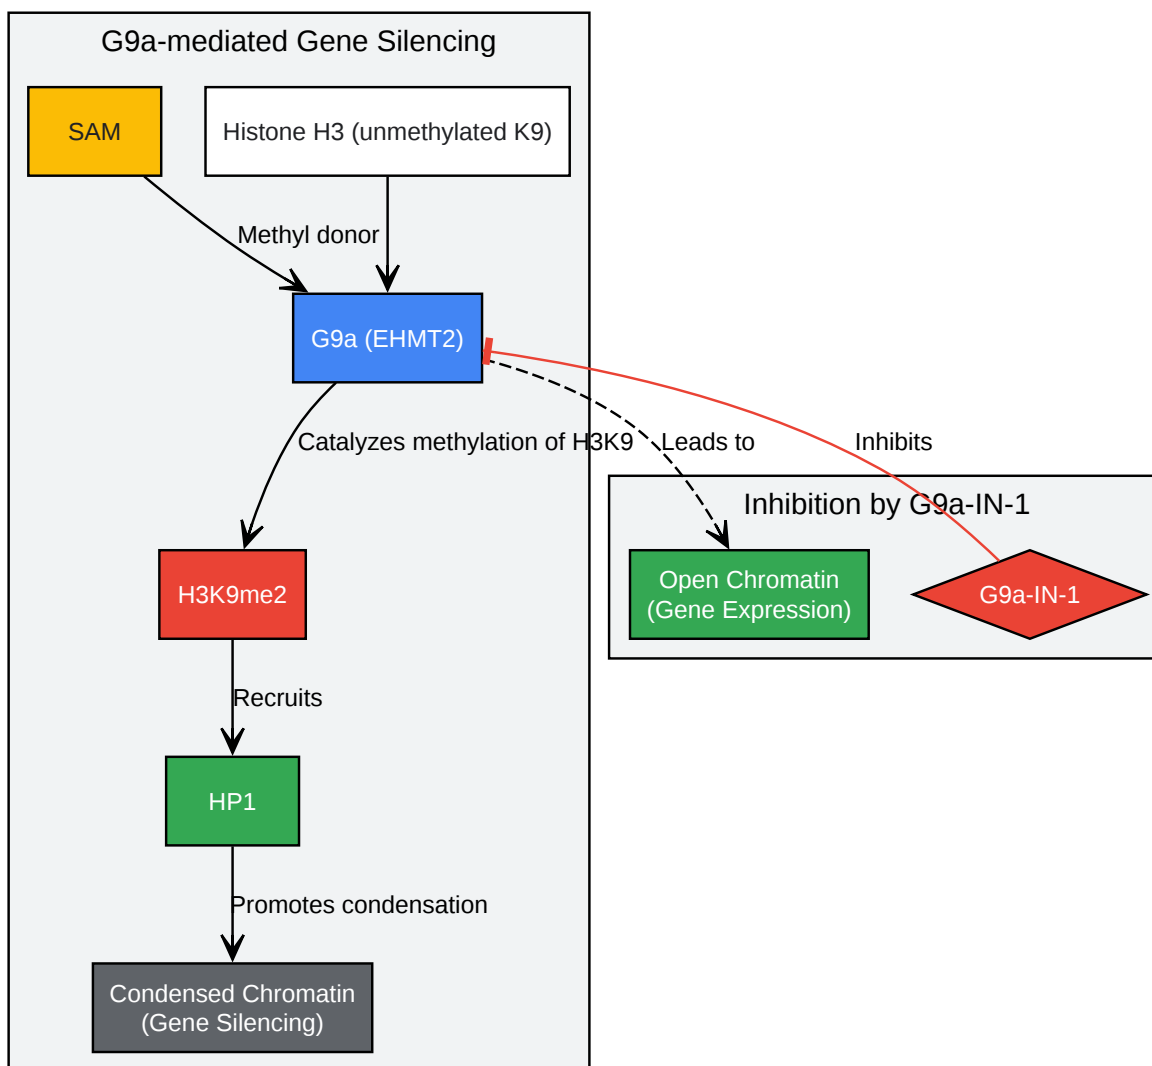 G9a-mediated Gene Silencing
SAM
Histone H3 (unmethylated K9)
Methyl donor
G9a (EHMT2)
Catalyzes methylation of H3K9
Leads to
Inhibits
Inhibition by G9a-IN-1
H3K9me2
Open Chromatin
(Gene Expression)
G9a-IN-1
Recruits
HP1
Promotes condensation
Condensed Chromatin
(Gene Silencing)